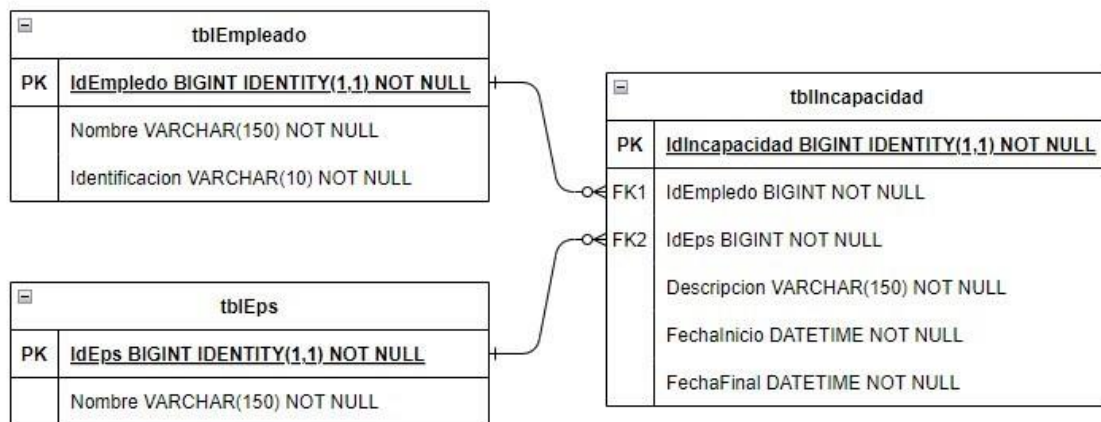 tblEmpleado
PK IdEmpledo BIGINT IDENTITY(1,1) NOT NULL
Nombre VARCHAR(150) NOT NULL
Identificacion VARCHAR(10) NOT NULL
tblEps
PK IdEps BIGINT IDENTITY(1,1) NOT NULL
Nombre VARCHAR(150) NOT NULL
tblIncapacidad
PK IdIncapacidad BIGINT IDENTITY(1,1) NOT NULL
FK1 IdEmpledo BIGINT NOT NULL
FK2 IdEps BIGINT NOT NULL
Descripcion VARCHAR(150) NOT NULL
FechaInicio DATETIME NOT NULL
FechaFinal DATETIME NOT NULL